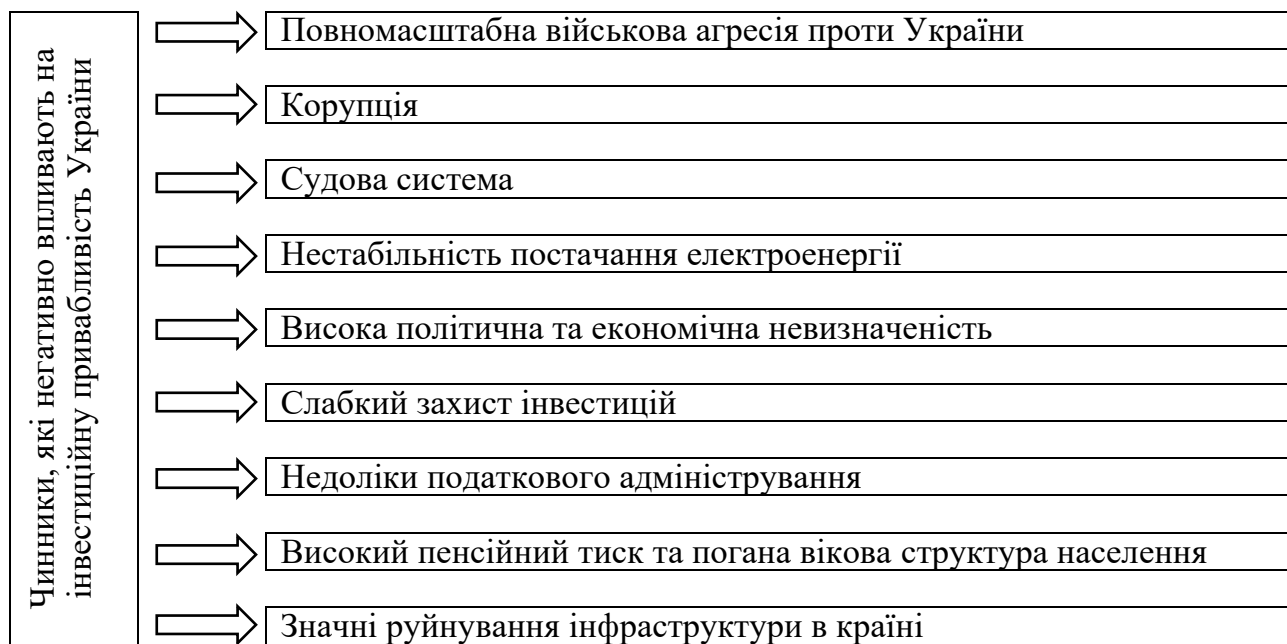 Чинники, які негативно впливають на
інвестиційну привабливість України
Повномасштабна військова агресія проти України
Корупція
Судова система
Нестабільність постачання електроенергії
Висока політична та економічна невизначеність
Слабкий захист інвестицій
Недоліки податкового адміністрування
Високий пенсійний тиск та погана вікова структура населення
Значні руйнування інфраструктури в країні